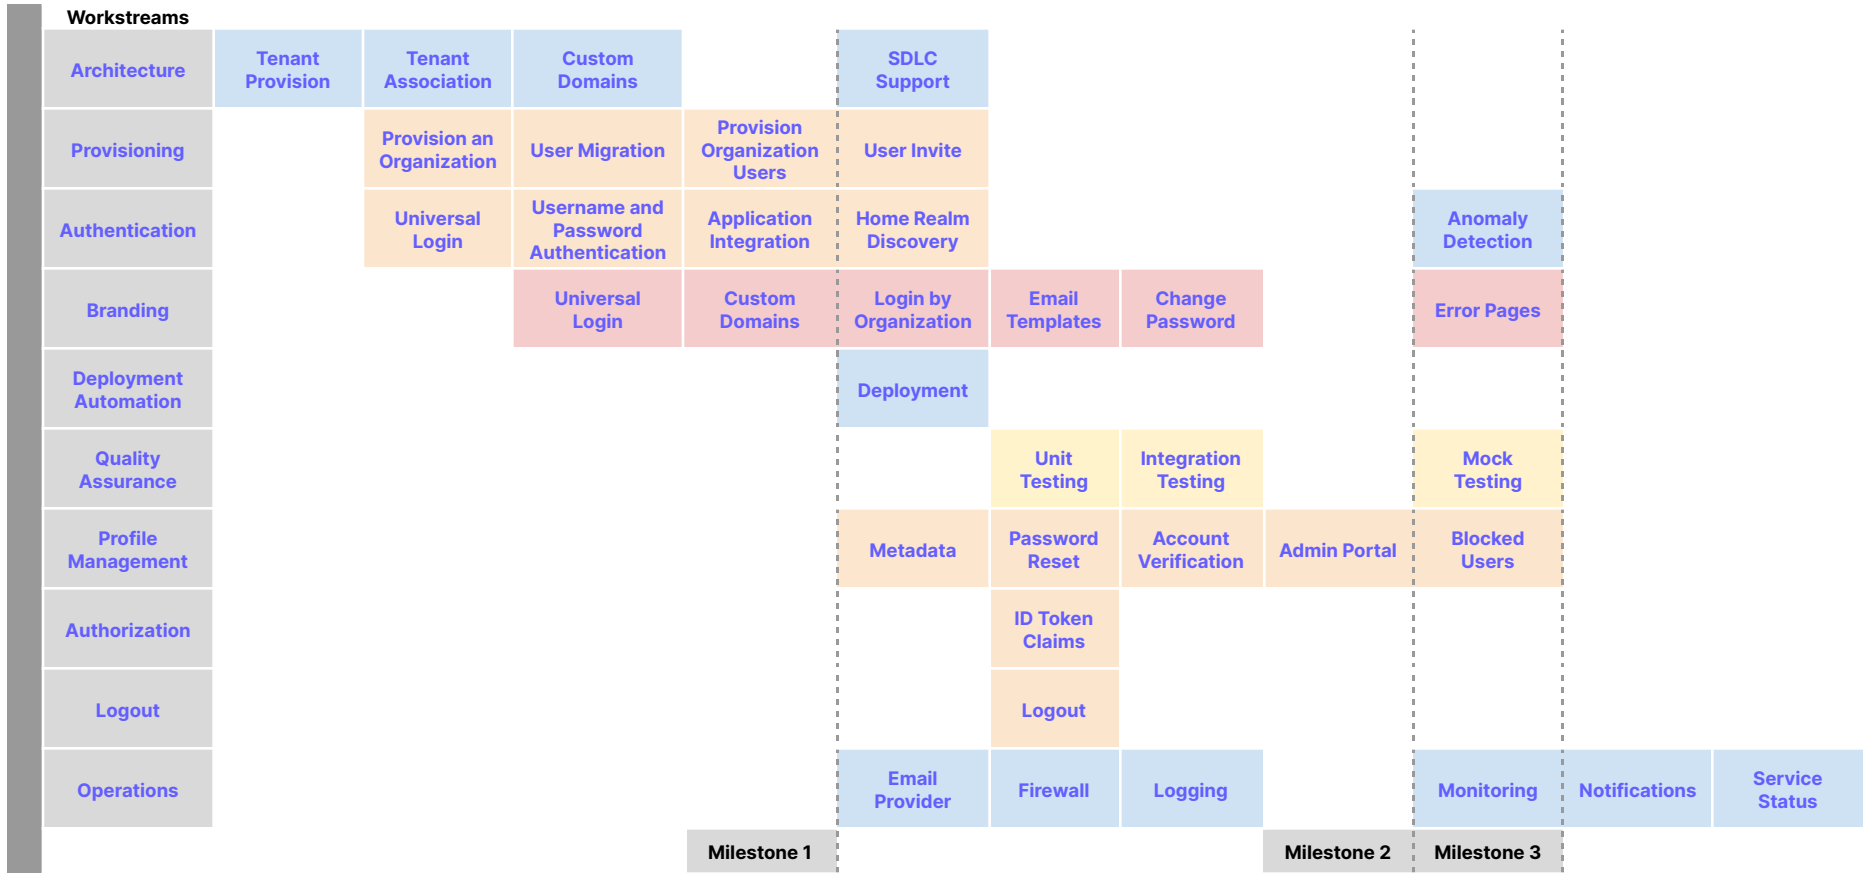 Workstreams
Architecture
Tenant
Provision
Tenant
Association
Custom
Domains
SDLC
Support
Provisioning
Provision an
Organization
User Migration
Provision
Organization
Users
User Invite
Authentication
Universal
Login
Username and
Password
Authentication
Application
Integration
Home Realm
Discovery
Anomaly
Detection
Branding
Universal
Login
Custom
Domains
Login by
Organization
Email
Templates
Change
Password
Error Pages
Deployment
Automation
Deployment
Quality
Assurance
Unit
Testing
Integration
Testing
Mock
Testing
Profile
Management
Metadata
Password
Reset
Account
Verification
Admin Portal
Blocked
Users
Authorization
ID Token
Claims
Logout
Logout
Operations
Email
Provider
Firewall
Logging
Monitoring
Notifications
Service
Status
Milestone 1
Milestone 2
Milestone 3